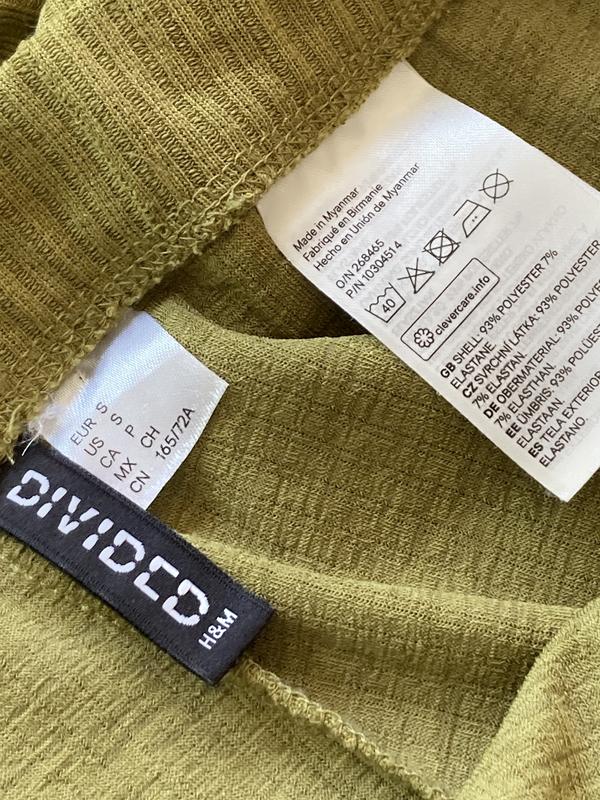 Made in Myanmar
Fabriqué en Birmanie
Hecho en Unión de Myanmar
O/N 268465
P/N 10304514
40
clevercare.info
GB SHELL: 93% POLYESTER 7%
ELASTANE.
CZ SVRCHNÍ LÁTKA: 93% POLYESTER
7% ELASTAN.
DE OBERMATERIAL: 93% POLYE
7% ELASTHAN.
EE ÜMBRIS: 93% POLÜES
ELASTAAN.
ES TELA EXTERIOR
ELASTANO.
EUR S
US S
CA P
MX CH
CN 165/72A
DIVIDED
H&M